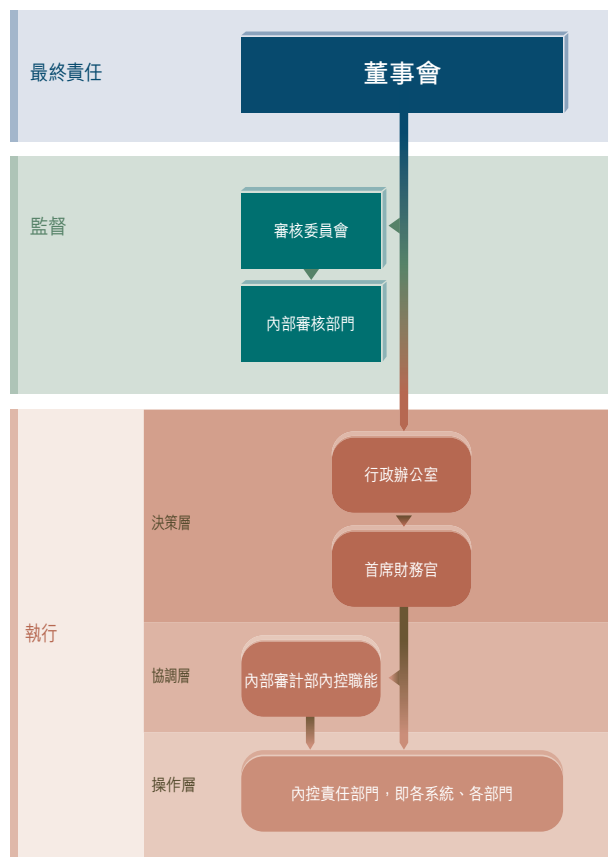 最終責任
董事會
監督
審核委員會
內部審核部門
執行
決策層
行政辦公室
首席財務官
協調層
內部審計部內控職能
操作層
內控責任部門，即各系統、各部門